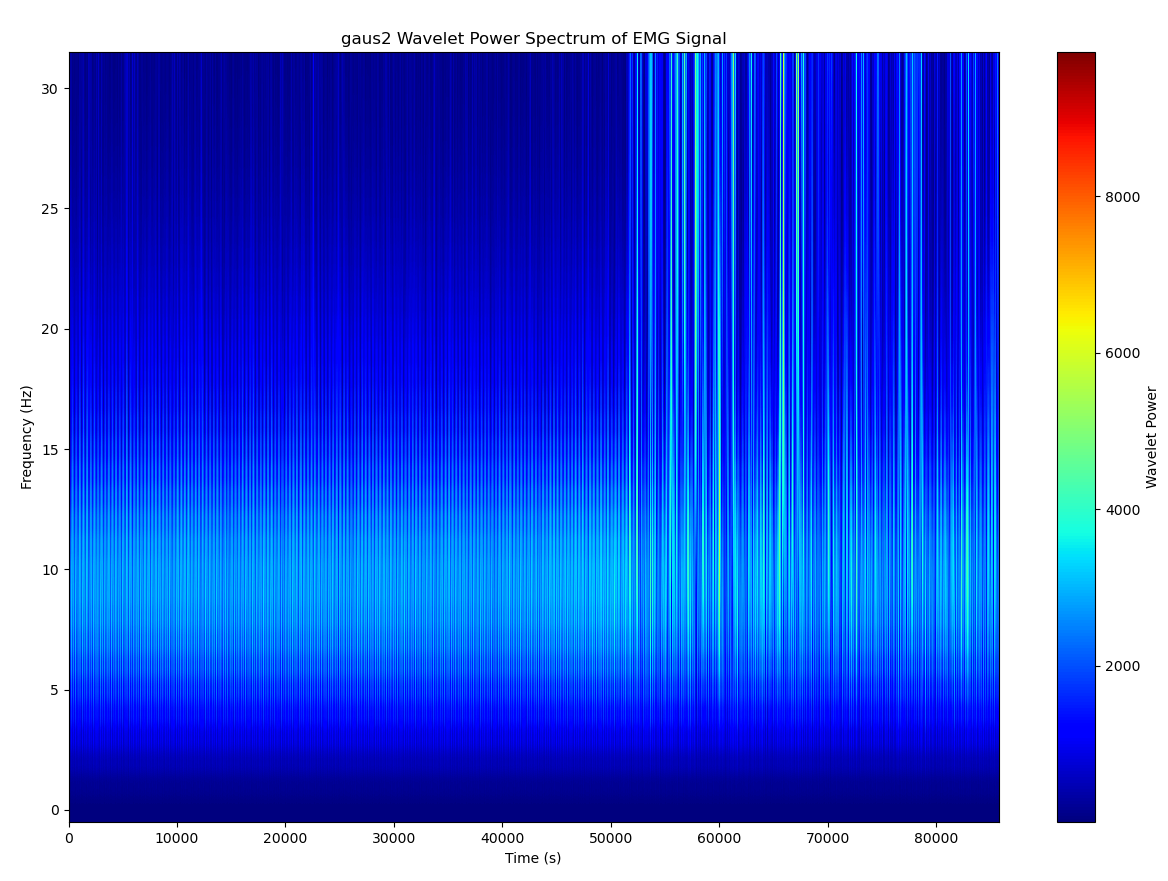 gaus2 Wavelet Power Spectrum of EMG Signal
30
25
20
15
10
5
0
Frequency (Hz)
0 10000 20000 30000 40000 50000 60000 70000 80000
Time (s)
8000
6000
4000
2000
Wavelet Power